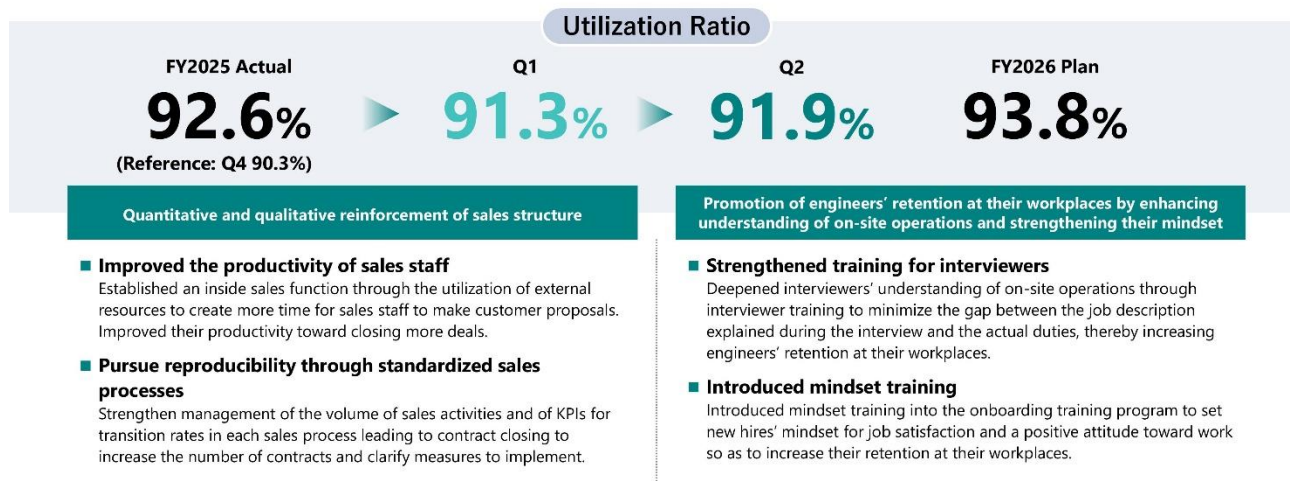 Utilization Ratio
FY2025 Actual
92.6%
(Reference: Q4 90.3%)
Q1
91.3%
Q2
91.9%
FY2026 Plan
93.8%
Quantitative and qualitative reinforcement of sales structure
■ Improved the productivity of sales staff
Established an inside sales function through the utilization of external
resources to create more time for sales staff to make customer proposals.
Improved their productivity toward closing more deals.
■ Pursue reproducibility through standardized sales
processes
Strengthen management of the volume of sales activities and of KPIs for
transition rates in each sales process leading to contract closing to
increase the number of contracts and clarify measures to implement.
Promotion of engineers’ retention at their workplaces by enhancing
understanding of on-site operations and strengthening their mindset
■ Strengthened training for interviewers
Deepened interviewers’ understanding of on-site operations through
interviewer training to minimize the gap between the job description
explained during the interview and the actual duties, thereby increasing
engineers’ retention at their workplaces.
■ Introduced mindset training
Introduced mindset training into the onboarding training program to set
new hires’ mindset for job satisfaction and a positive attitude toward work
so as to increase their retention at their workplaces.